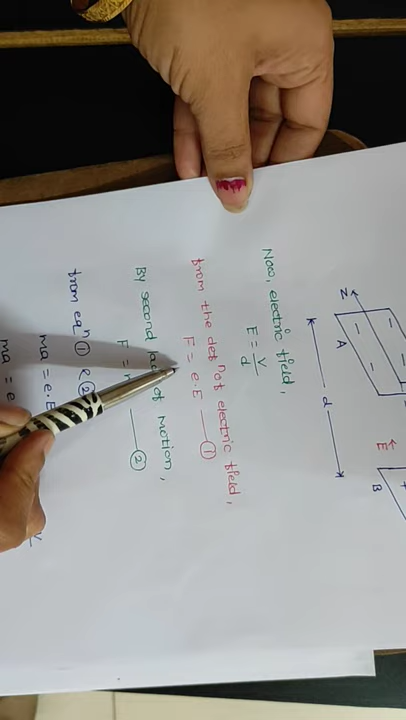 Z
A
B
d
E
Now, electric field,
E = V/d
from the defn of electric field,
F = e.E —— ①
By second law of Motion,
F = —— ②
from eqn ① & ②
ma = e.E
ma = e